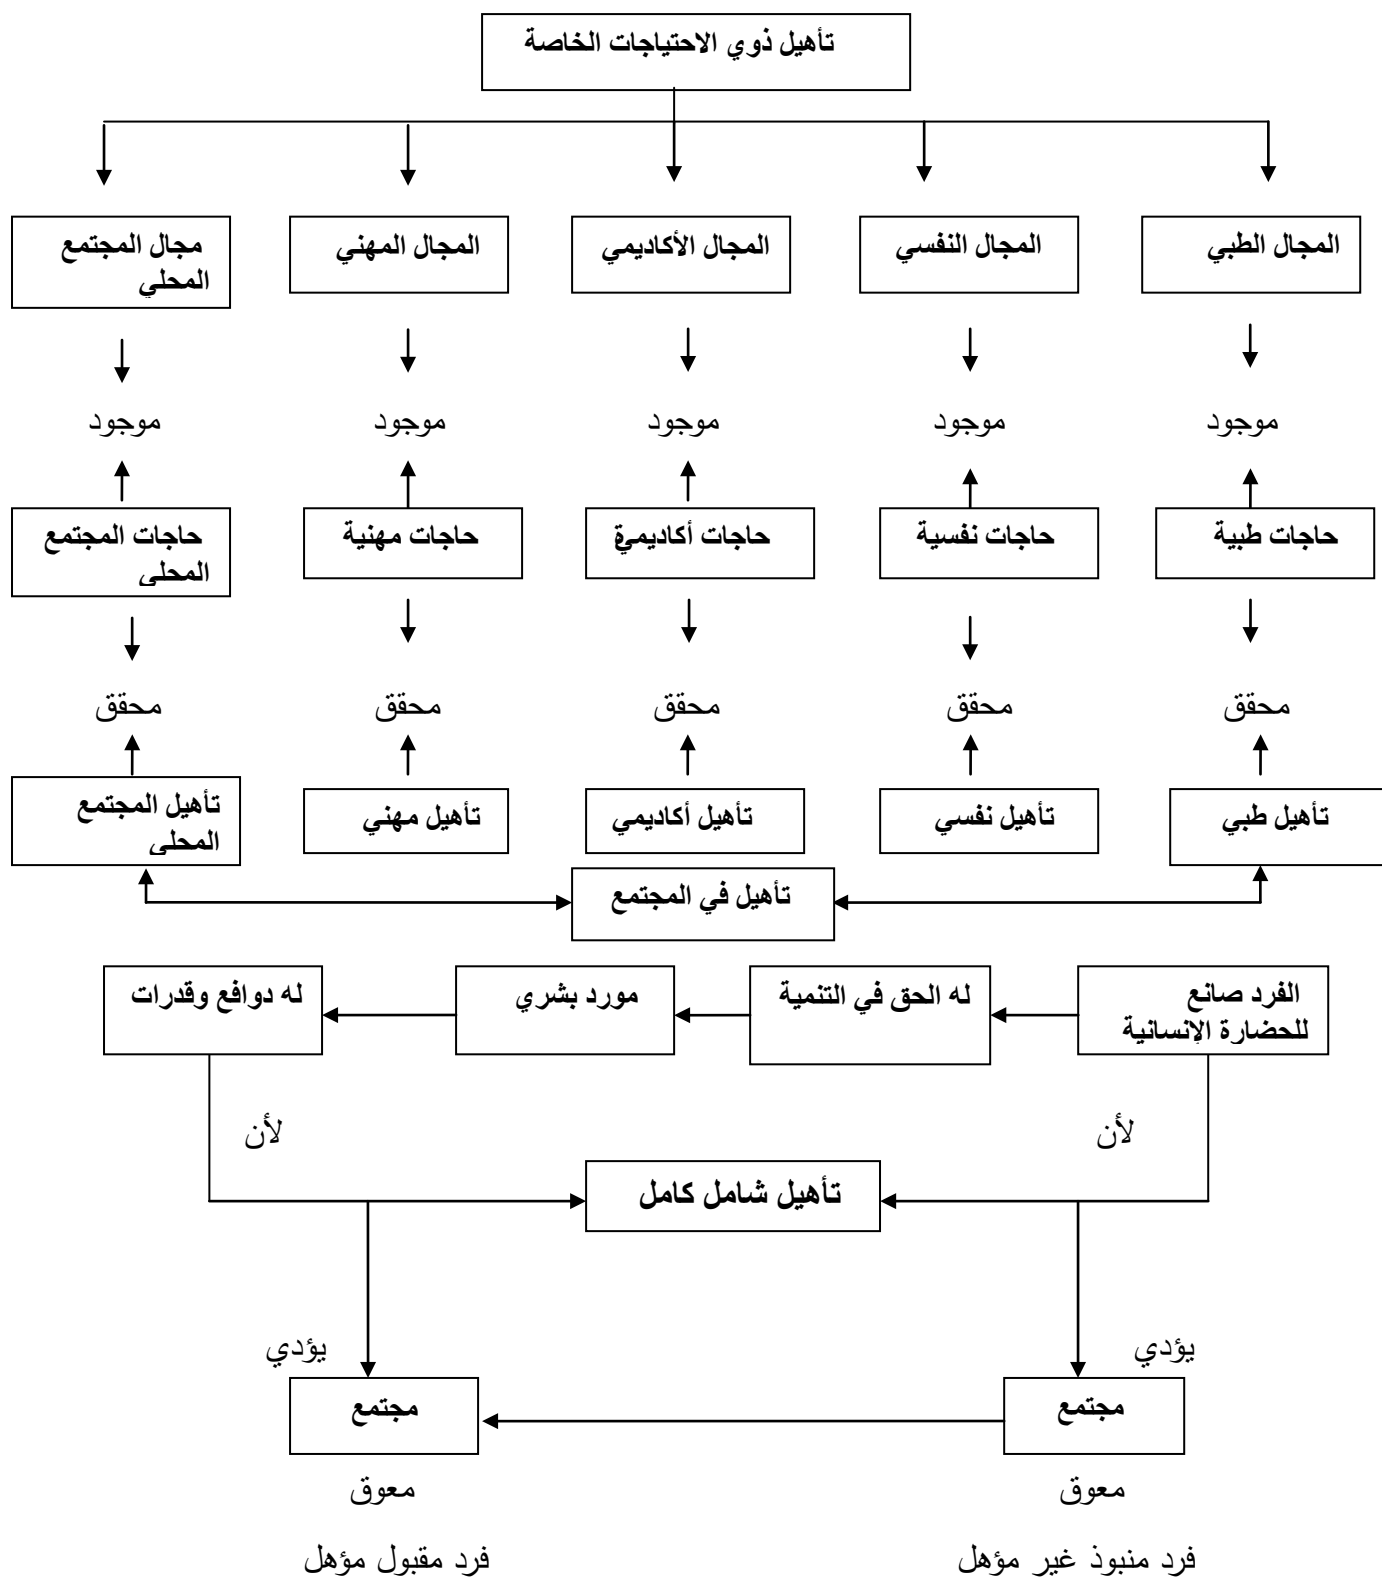 تأهيل ذوي الاحتياجات الخاصة
المجال الطبي
المجال النفسي
المجال الأكاديمي
المجال المهني
مجال المجتمع
المحلي
موجود
موجود
موجود
موجود
موجود
حاجات طبية
حاجات نفسية
حاجات أكاديمية
حاجات مهنية
حاجات المجتمع
المحلي
محقق
محقق
محقق
محقق
محقق
تأهيل طبي
تأهيل نفسي
تأهيل أكاديمي
تأهيل مهني
تأهيل المجتمع
المحلي
تأهيل في المجتمع
الفرد صانع
للحضارة الإنسانية
له الحق في التنمية
مورد بشري
له دوافع وقدرات
لأن
لأن
تأهيل شامل كامل
يؤدي
يؤدي
مجتمع
مجتمع
معوق
معوق
فرد منبوذ غير مؤهل
فرد مقبول مؤهل